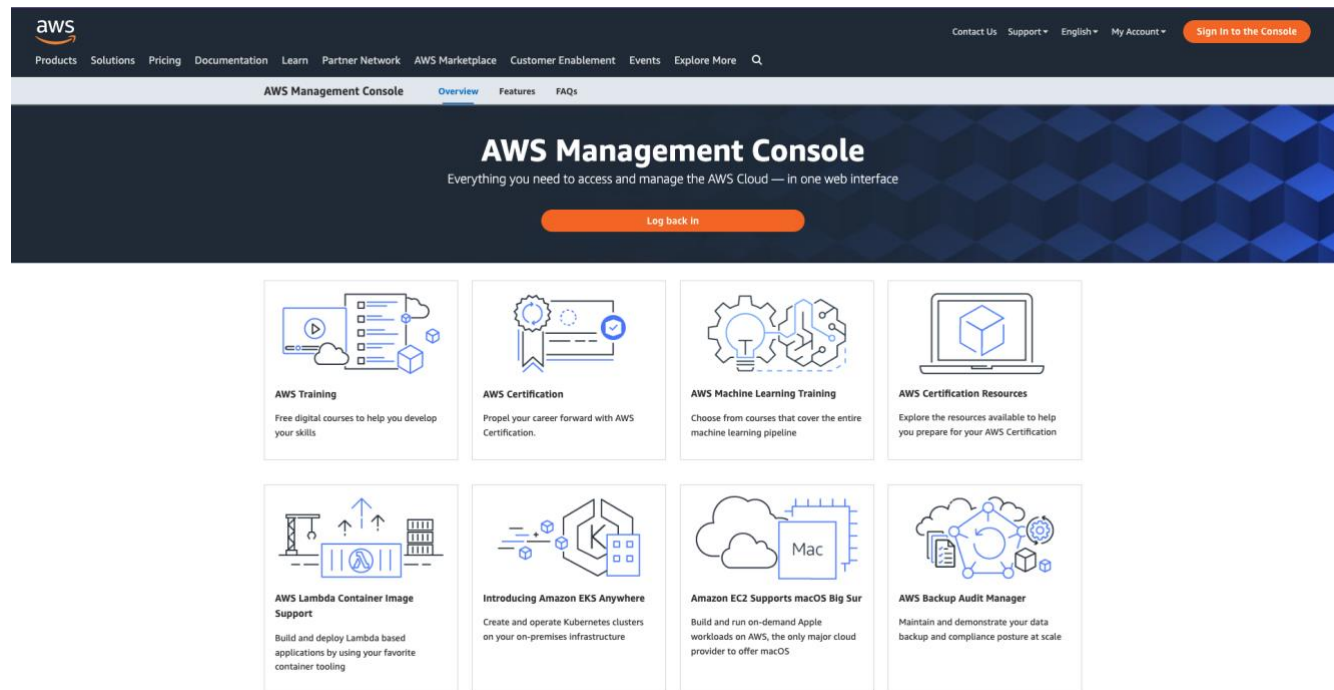 aws
Contact Us Support English My Account Sign In to the Console
Products Solutions Pricing Documentation Learn Partner Network AWS Marketplace Customer Enablement Events Explore More
AWS Management Console Overview Features FAQs
AWS Management Console
Everything you need to access and manage the AWS Cloud — in one web interface
Log back in
AWS Training
Free digital courses to help you develop
your skills
AWS Certification
Propel your career forward with AWS
Certification.
AWS Machine Learning Training
Choose from courses that cover the entire
machine learning pipeline
AWS Certification Resources
Explore the resources available to help
you prepare for your AWS Certification
AWS Lambda Container Image
Support
Build and deploy Lambda based
applications by using your favorite
container tooling
K
Introducing Amazon EKS Anywhere
Create and operate Kubernetes clusters
on your on-premises infrastructure
Mac
Amazon EC2 Supports macOS Big Sur
Build and run on-demand Apple
workloads on AWS, the only major cloud
provider to offer macOS
AWS Backup Audit Manager
Maintain and demonstrate your data
backup and compliance posture at scale